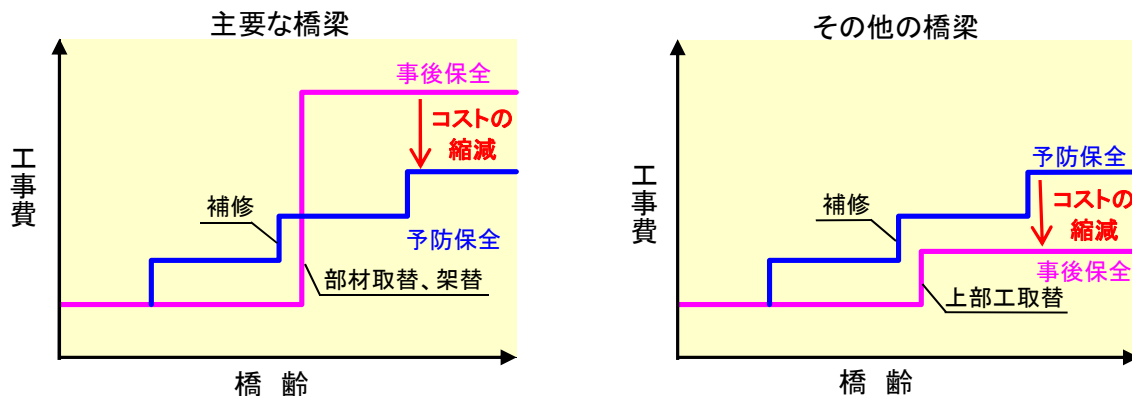 主要な橋梁
事後保全
コストの
縮減
工事費
補修
予防保全
部材取替、架替
橋 齢
その他の橋梁
予防保全
コストの
縮減
工事費
補修
事後保全
上部工取替
橋 齢